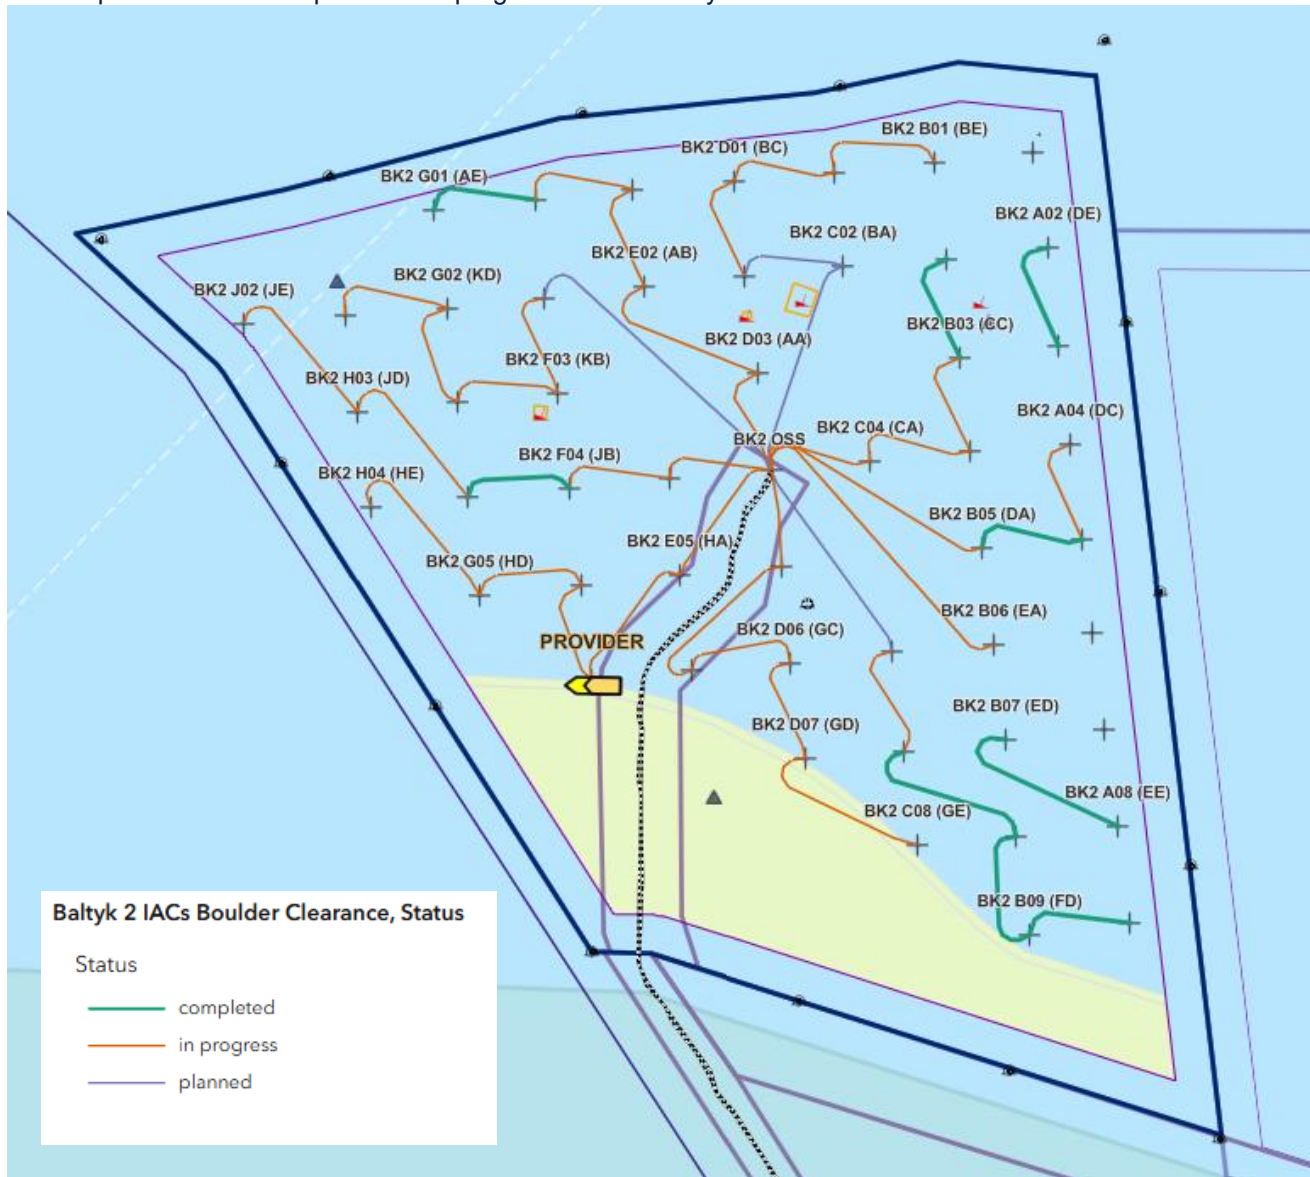 BK2 B01 (BE)
BK2 D01 (BC)
BK2 G01 (AE)
BK2 A02 (DE)
BK2 C02 (BA)
BK2 E02 (AB)
BK2 G02 (KD)
BK2 J02 (JE)
BK2 B03 (CC)
BK2 D03 (AA)
BK2 F03 (KB)
BK2 H03 (JD)
BK2 A04 (DC)
BK2 C04 (CA)
BK2 OSS
BK2 F04 (JB)
BK2 H04 (HE)
BK2 B05 (DA)
BK2 E05 (HA)
BK2 G05 (HD)
BK2 B06 (EA)
BK2 D06 (GC)
PROVIDER
BK2 B07 (ED)
BK2 D07 (GD)
BK2 A08 (EE)
BK2 C08 (GE)
BK2 B09 (FD)
Baltyk 2 IACs Boulder Clearance, Status
Status
completed
in progress
planned